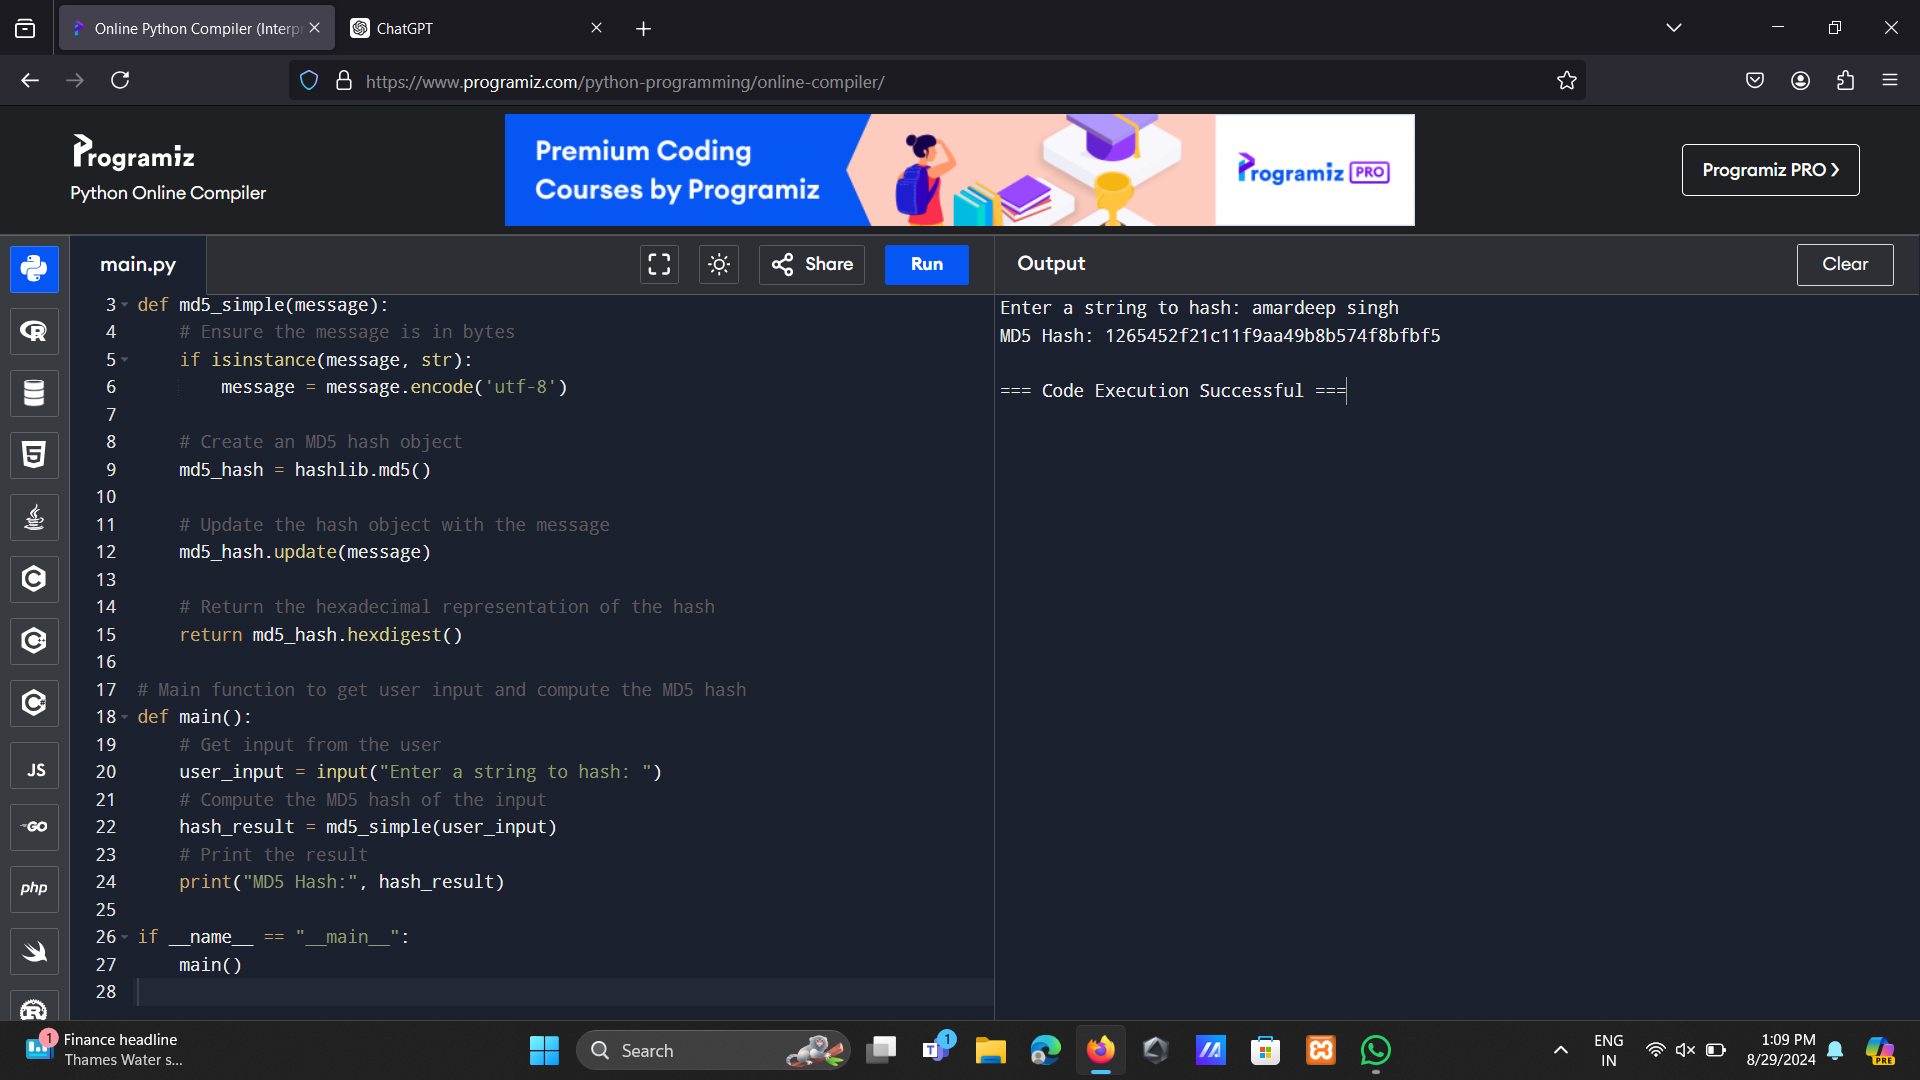 Online Python Compiler (Interpr
ChatGPT
https://www.programiz.com/python-programming/online-compiler/
Programiz
Python Online Compiler
Premium Coding
Courses by Programiz
Programiz PRO
Programiz PRO
main.py
Share
Run
Output
Clear
3 def md5_simple(message):
4 # Ensure the message is in bytes
5 if isinstance(message, str):
6 message = message.encode('utf-8')
7
8 # Create an MD5 hash object
9 md5_hash = hashlib.md5()
10
11 # Update the hash object with the message
12 md5_hash.update(message)
13
14 # Return the hexadecimal representation of the hash
15 return md5_hash.hexdigest()
16
17 # Main function to get user input and compute the MD5 hash
18 def main():
19 # Get input from the user
20 user_input = input("Enter a string to hash: ")
21 # Compute the MD5 hash of the input
22 hash_result = md5_simple(user_input)
23 # Print the result
24 print("MD5 Hash:", hash_result)
25
26 if __name__ == "__main__":
27 main()
28
Enter a string to hash: amardeep singh
MD5 Hash: 1265452f21c11f9aa49b8b574f8bfbf5
=== Code Execution Successful ===
JS
GO
php
1
Finance headline
Thames Water s...
Search
1
ENG
IN
1:09 PM
8/29/2024
PRE